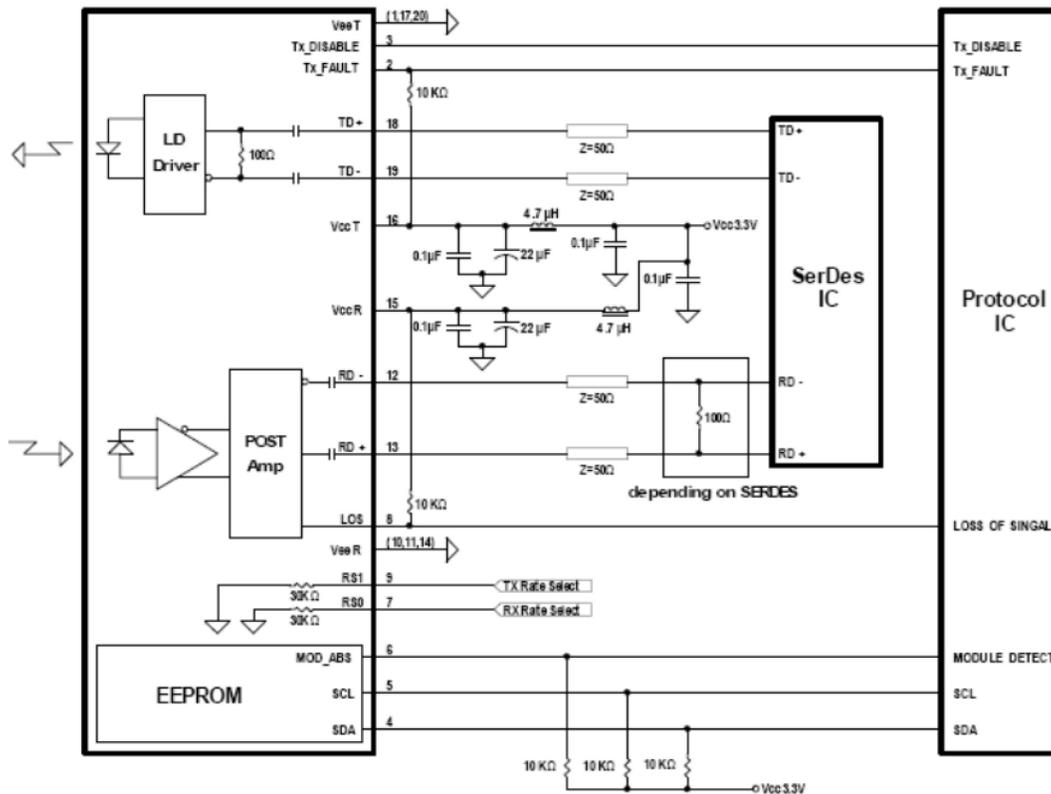 VeeT (1,17,20)
Tx_DISABLE 3 Tx_DISABLE
Tx_FAULT 2 Tx_FAULT
10 KΩ
LD
Driver
100Ω
TD+ 18 Z=50Ω TD+
TD- 19 Z=50Ω TD-
VccT 16 4.7 µH Vcc3.3V
0.1µF 22 µF 0.1µF 0.1µF
SerDes
IC
Protocol
IC
VccR 15 4.7 µH
0.1µF 22 µF
RD - 12 Z=50Ω RD -
100Ω
POST
Amp
RD + 13 Z=50Ω RD +
depending on SERDES
10 KΩ
LOS 8 LOSS OF SINGAL
VeeR (10,11,14)
RS1 9 TX Rate Select
30KΩ
RS0 7 RX Rate Select
30KΩ
EEPROM
MOD_ABS 6 MODULE DETECT
SCL 5 SCL
SDA 4 SDA
10 KΩ 10 KΩ 10 KΩ
Vcc3.3V